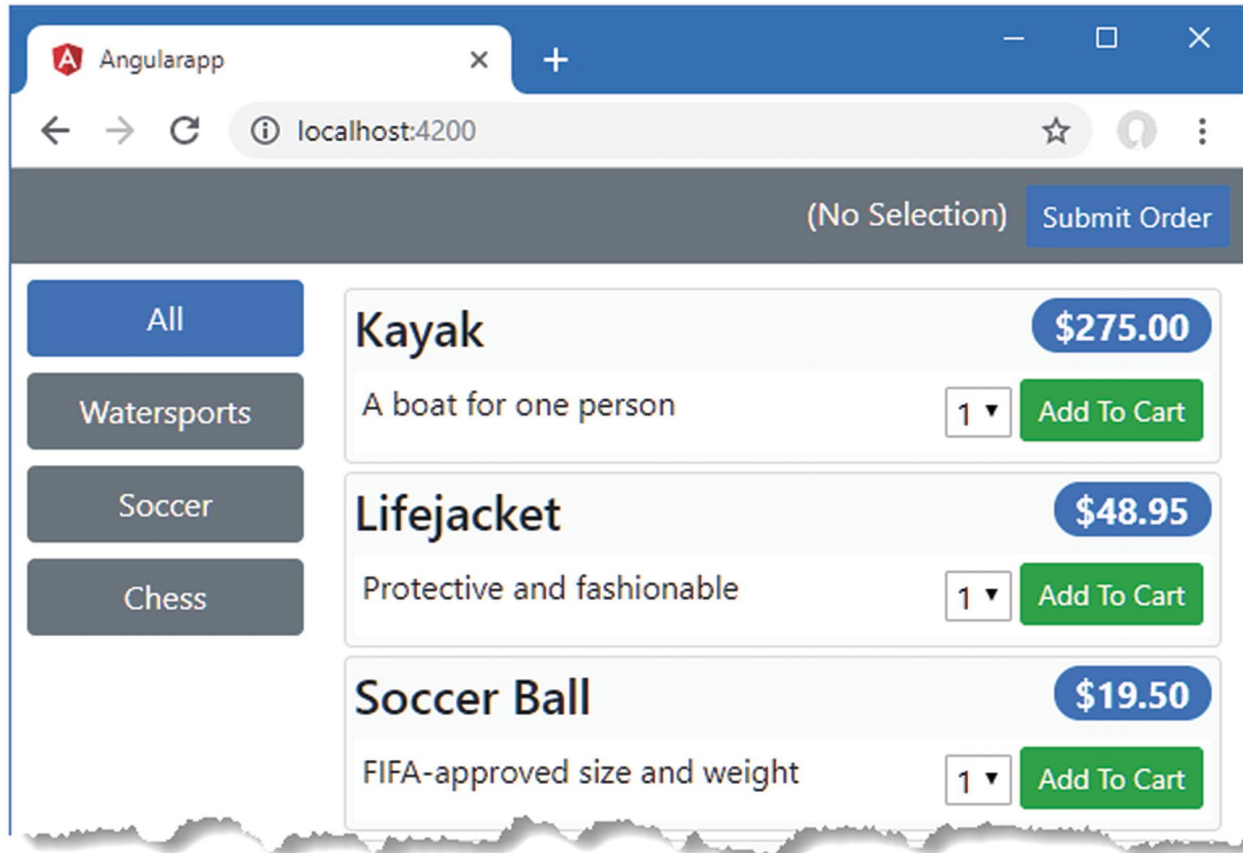 Angularapp
localhost:4200
(No Selection) Submit Order
All
Watersports
Soccer
Chess
Kayak $275.00
A boat for one person 1 Add To Cart
Lifejacket $48.95
Protective and fashionable 1 Add To Cart
Soccer Ball $19.50
FIFA-approved size and weight 1 Add To Cart